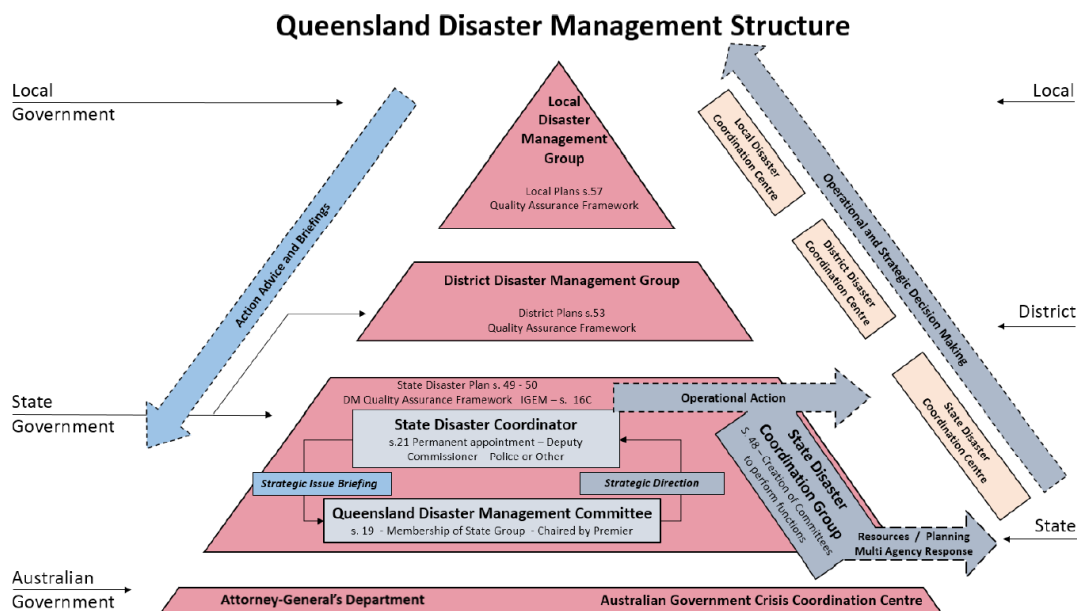 Queensland Disaster Management Structure
Local
Government
Local
Local
Disaster
Management
Group
Local Plans s.57
Quality Assurance Framework
Action Advice and Briefings
Local Disaster
Coordination Centre
Operational and Strategic Decision Making
District Disaster
Coordination Centre
District Disaster Management Group
District Plans s.53
Quality Assurance Framework
District
State
Government
State Disaster Plan s. 49 - 50
DM Quality Assurance Framework IGEM – s. 16C
State Disaster Coordinator
s.21 Permanent appointment – Deputy
Commissioner – Police or Other
Operational Action
State Disaster
Coordination Centre
Strategic Issue Briefing
Strategic Direction
State Disaster
Coordination Group
s. 48 – Creation of Committees
to perform functions
Queensland Disaster Management Committee
s. 19 - Membership of State Group - Chaired by Premier
Resources / Planning
Multi Agency Response
State
Australian
Government
Attorney-General's Department
Australian Government Crisis Coordination Centre